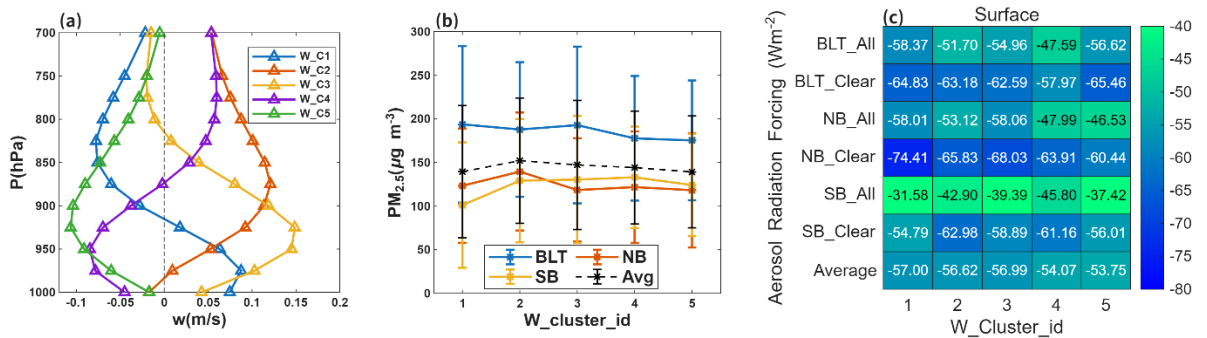 (a)
700
750
800
850
900
950
1000
P(hPa)
-0.1
-0.05
0
0.05
0.1
0.15
0.2
w(m/s)
W_C1
W_C2
W_C3
W_C4
W_C5
(b)
400
350
300
250
200
150
100
50
0
PM2.5(μg m-3)
BLT NB
SB Avg
1 2 3 4 5
W_cluster_id
(c) Surface
Aerosol Radiation Forcing (Wm-2)
BLT_All -58.37 -51.70 -54.96 -47.59 -56.62
BLT_Clear -64.83 -63.18 -62.59 -57.97 -65.46
NB_All -58.01 -53.12 -58.06 -47.99 -46.53
NB_Clear -74.41 -65.83 -68.03 -63.91 -60.44
SB_All -31.58 -42.90 -39.39 -45.80 -37.42
SB_Clear -54.79 -62.98 -58.89 -61.16 -56.01
Average -57.00 -56.62 -56.99 -54.07 -53.75
1 2 3 4 5
W_Cluster_id
-40
-45
-50
-55
-60
-65
-70
-75
-80